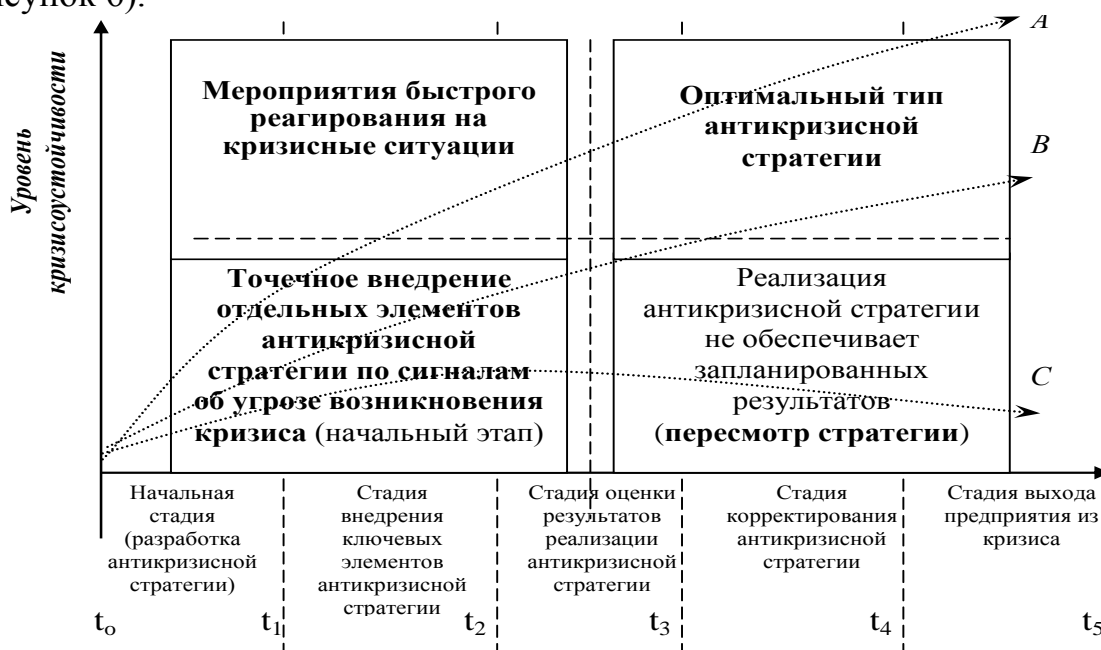 исунок 6).
A
Уровень
кризисоустойчивости
Мероприятия быстрого
реагирования на
кризисные ситуации
Оптимальный тип
антикризисной
стратегии
B
Точечное внедрение
отдельных элементов
антикризисной
стратегии по сигналам
об угрозе возникновения
кризиса (начальный этап)
Реализация
антикризисной стратегии
не обеспечивает
запланированных
результатов
(пересмотр стратегии)
C
Начальная
стадия
(разработка
антикризисной
стратегии)
Стадия
внедрения
ключевых
элементов
антикризисной
стратегии
Стадия оценки
результатов
реализации
антикризисной
стратегии
Стадия
корректирования
антикризисной
стратегии
Стадия выхода
предприятия из
кризиса
t₀
t₁
t₂
t₃
t₄
t₅